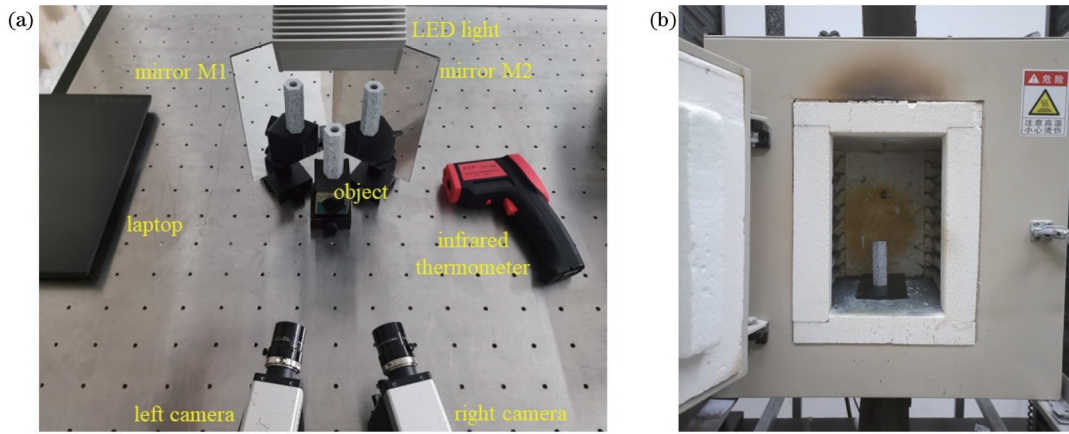 (a)
LED light
mirror M1
mirror M2
object
laptop
infrared
thermometer
left camera
right camera
(b)
危险
注意高温
小心烫伤